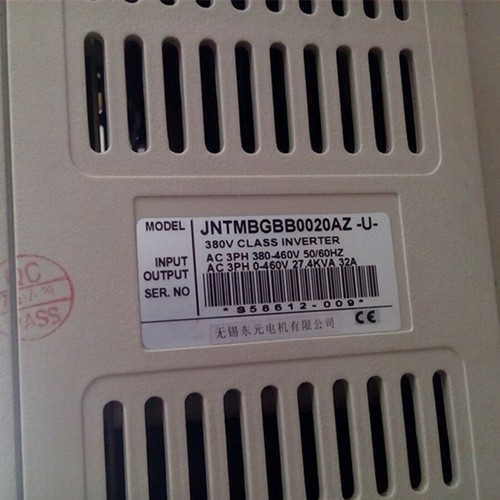 MODEL JNTMBGBB0020AZ -U-
380V CLASS INVERTER
INPUT AC 3PH 380-460V 50/60HZ
OUTPUT AC 3PH 0-460V 27.4KVA 32A
SER. NO
*S58612-009*
无锡东元电机有限公司 CE
QC
PASS